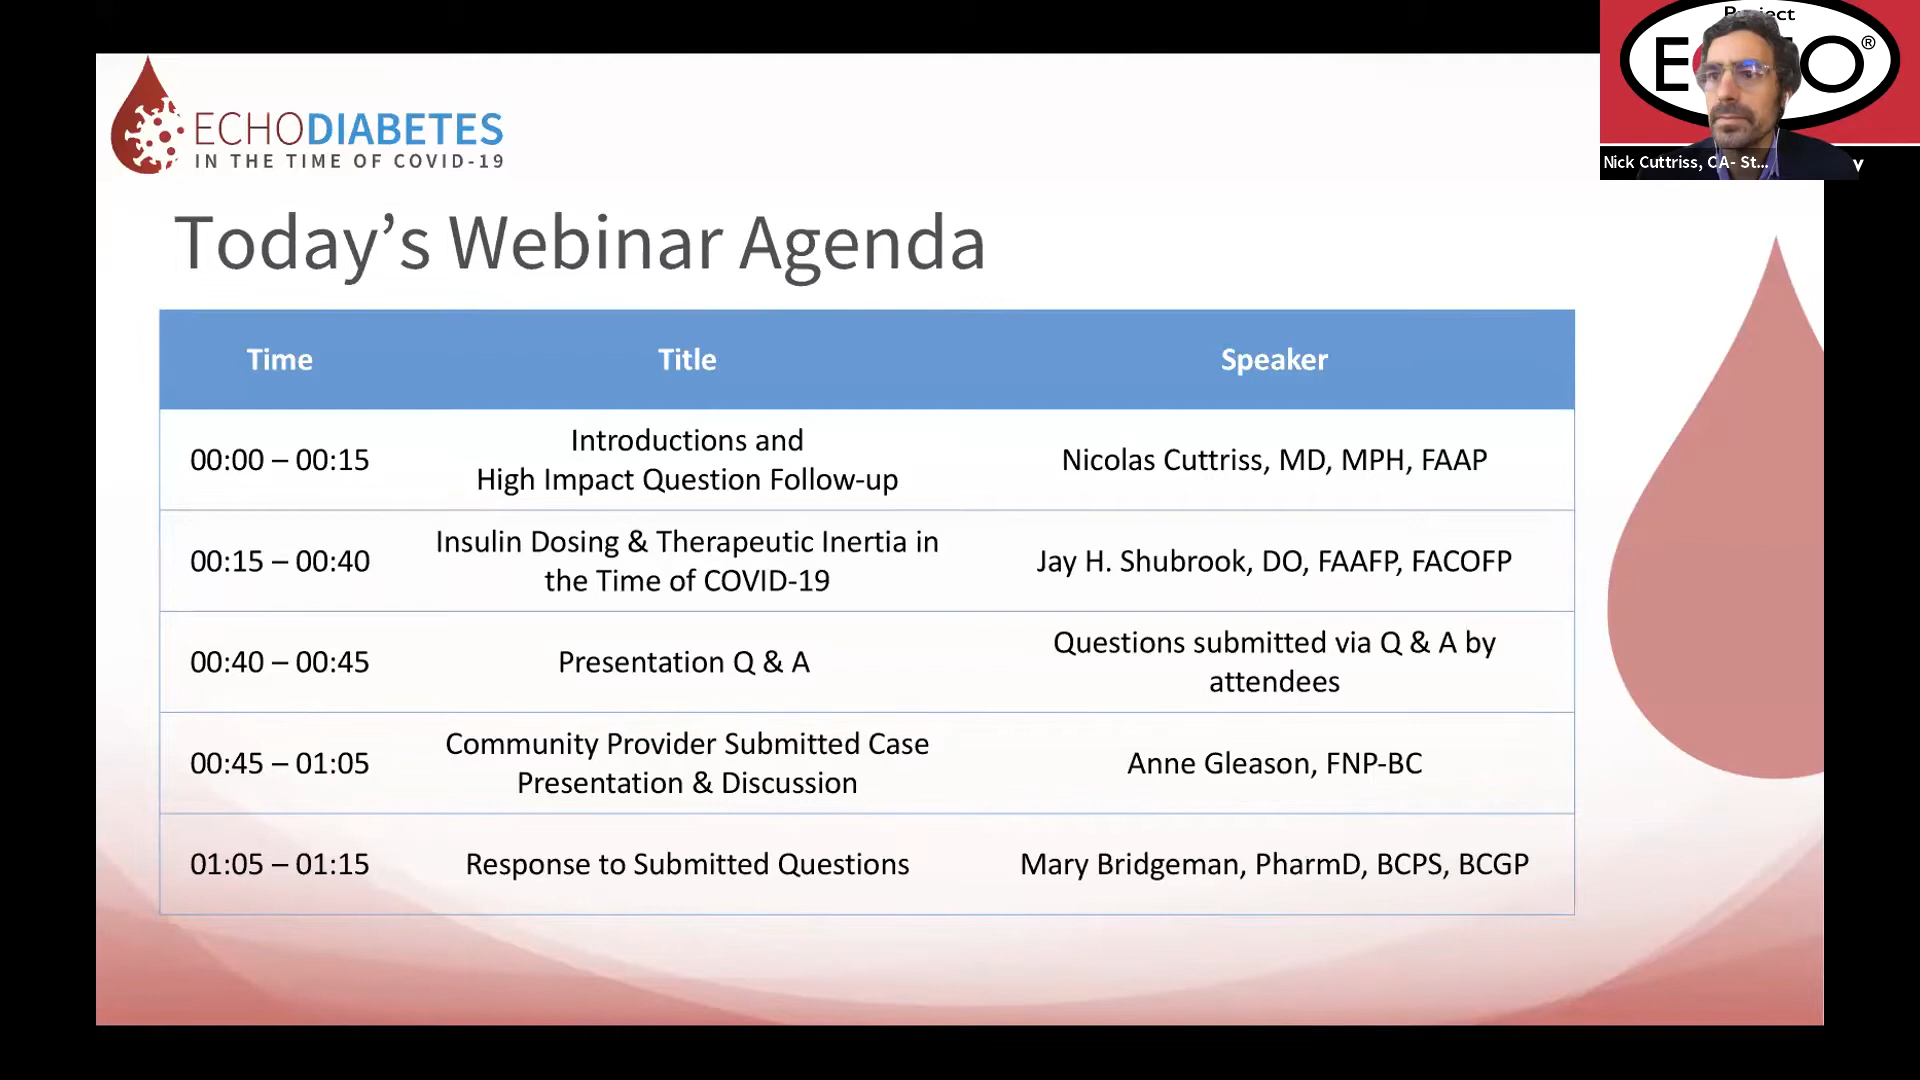 ECHODIABETES
IN THE TIME OF COVID-19
Project
ECHO®
Nick Cuttriss, CA- St...
Today's Webinar Agenda
Time Title Speaker
00:00 – 00:15
Introductions and
High Impact Question Follow-up
Nicolas Cuttriss, MD, MPH, FAAP
00:15 – 00:40
Insulin Dosing & Therapeutic Inertia in
the Time of COVID-19
Jay H. Shubrook, DO, FAAFP, FACOFP
00:40 – 00:45
Presentation Q & A
Questions submitted via Q & A by
attendees
00:45 – 01:05
Community Provider Submitted Case
Presentation & Discussion
Anne Gleason, FNP-BC
01:05 – 01:15
Response to Submitted Questions
Mary Bridgeman, PharmD, BCPS, BCGP